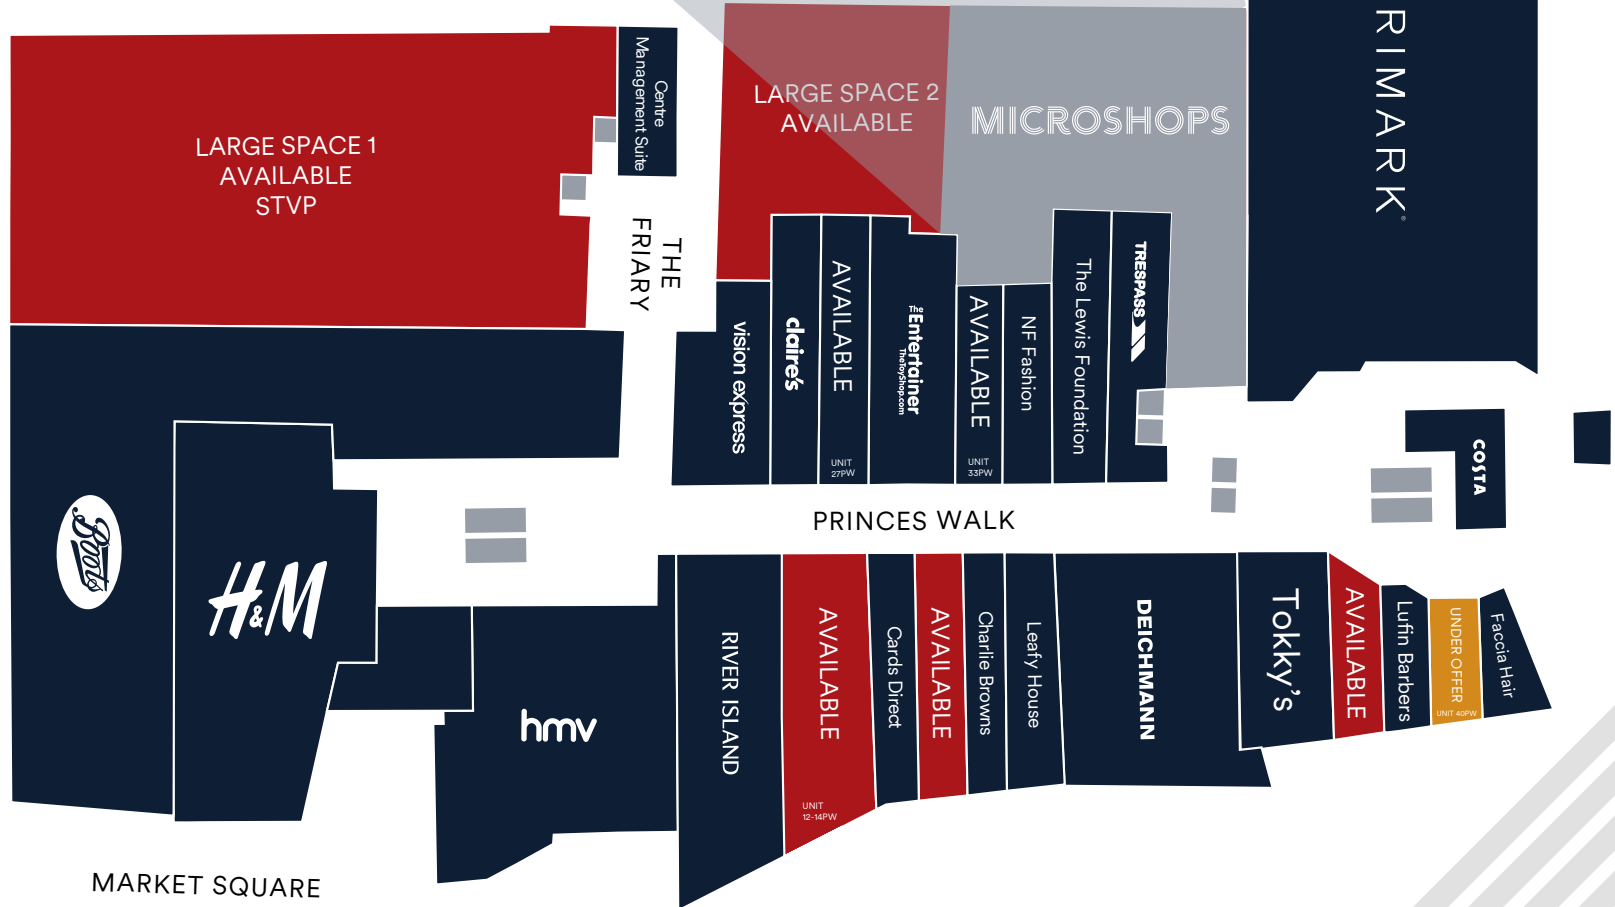 LARGE SPACE 1
AVAILABLE
STVP
Centre
Management Suite
LARGE SPACE 2
AVAILABLE
MICROSHOPS
RIMARK®
THE
FRIARY
vision express
claire's
AVAILABLE
UNIT
27PW
The
Entertainer
TheToyShop.com
AVAILABLE
UNIT
33PW
NF Fashion
The Lewis Foundation
TRESPASS
COSTA
PRINCES WALK
Boots
H&M
hmv
RIVER ISLAND
AVAILABLE
UNIT
12-14PW
Cards Direct
AVAILABLE
Charlie Browns
Leafy House
DEICHMANN
Tokky's
AVAILABLE
Lufin Barbers
UNDER OFFER
UNIT 40PW
Faccia Hair
MARKET SQUARE